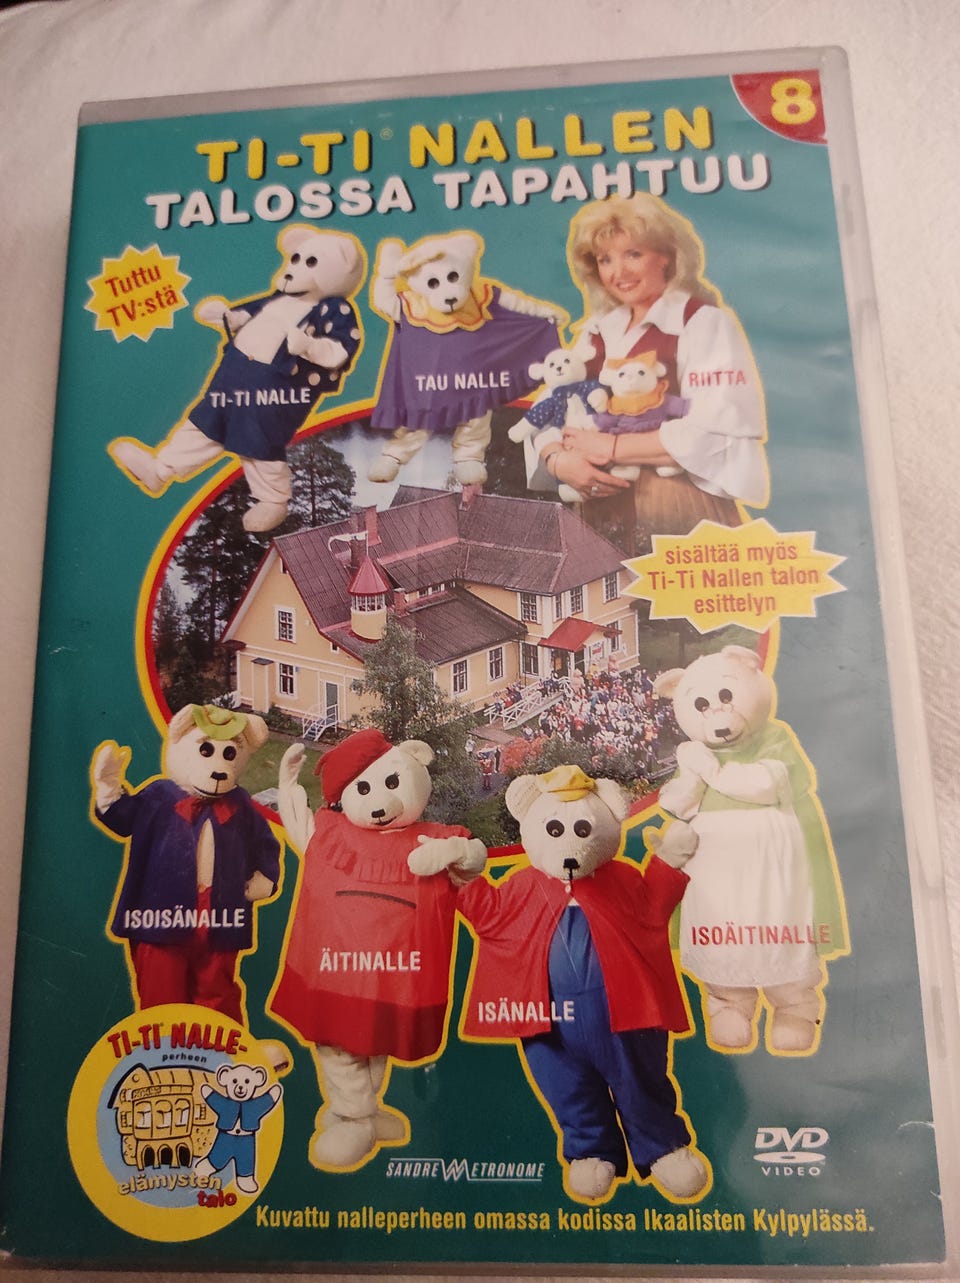 8
TI-TI® NALLEN
TALOSSA TAPAHTUU
Tuttu
TV:stä
TI-TI NALLE
TAU NALLE
RIITTA
sisältää myös
Ti-Ti Nallen talon
esittelyn
ISOISÄNALLE
ÄITINALLE
ISÄNALLE
ISOÄITINALLE
TI-TI® NALLE-
perheen
elämysten
talo
SANDREW METRONOME
DVD
VIDEO
Kuvattu nalleperheen omassa kodissa Ikaalisten Kylpylässä.